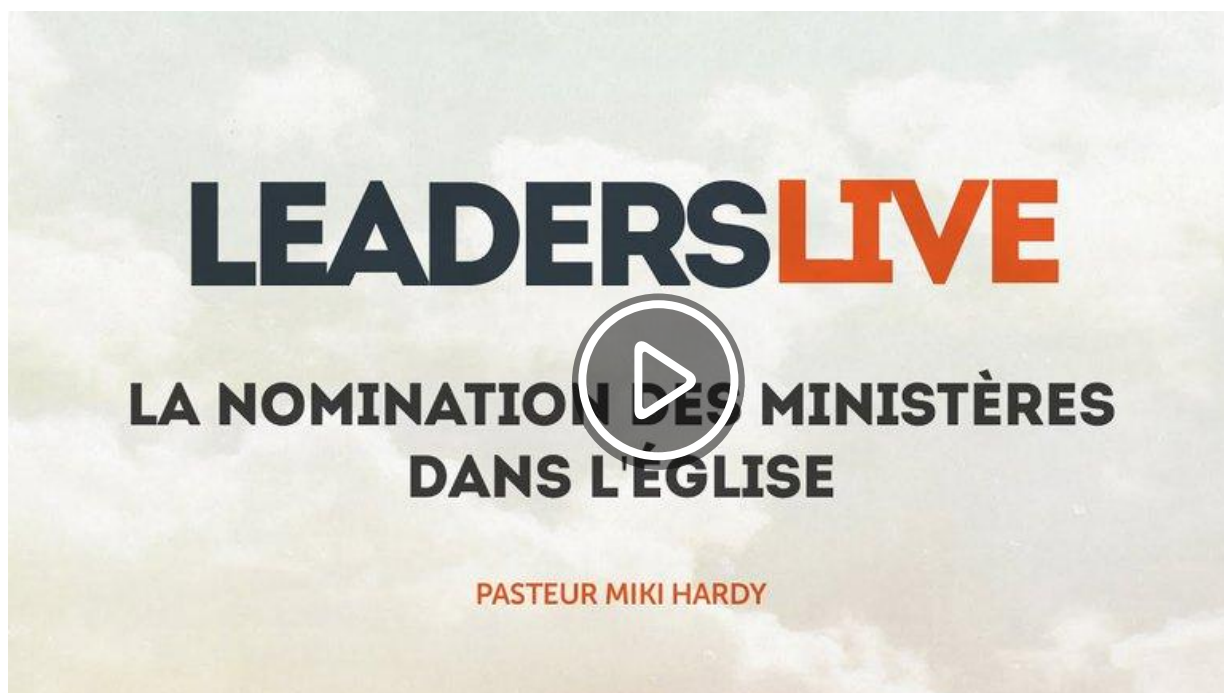 LEADERSLIVE
LA NOMINATION DES MINISTÈRES
DANS L'ÉGLISE
PASTEUR MIKI HARDY